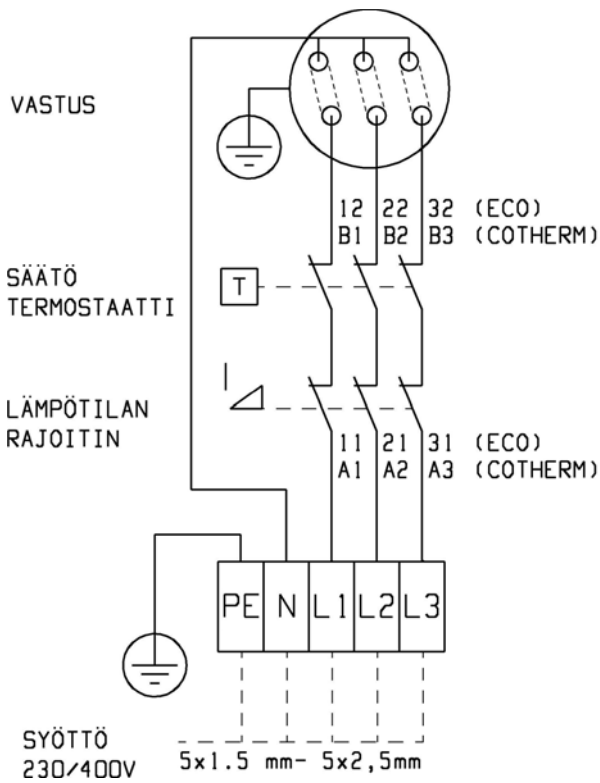 VASTUS
12 22 32 (ECO)
B1 B2 B3 (COTHERM)
SÄÄTÖ
TERMOSTAATTI
T
LÄMPÖTILAN
RAJOITIN
11 21 31 (ECO)
A1 A2 A3 (COTHERM)
PE N L1 L2 L3
SYÖTTÖ
230/400V
5x1.5 mm- 5x2,5mm